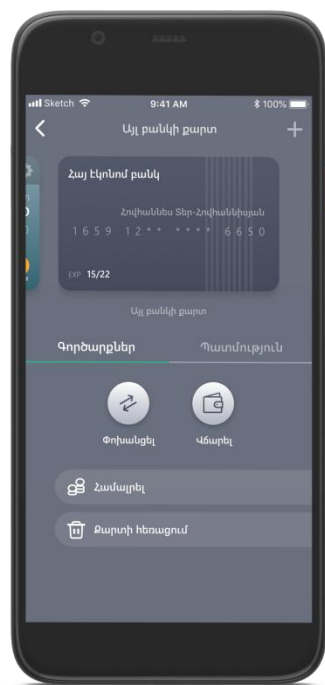 Sketch 9:41 AM 100%
Այլ բանկի քարտ
Հայ էկոնոմ բանկ
Հովհաննես Տեր-Հովհաննիսյան
1659 12** **** 6650
EXP 15/22
Այլ բանկի քարտ
Գործարքներ Պատմություն
Փոխանցել Վճարել
Համալրել
Քարտի հեռացում